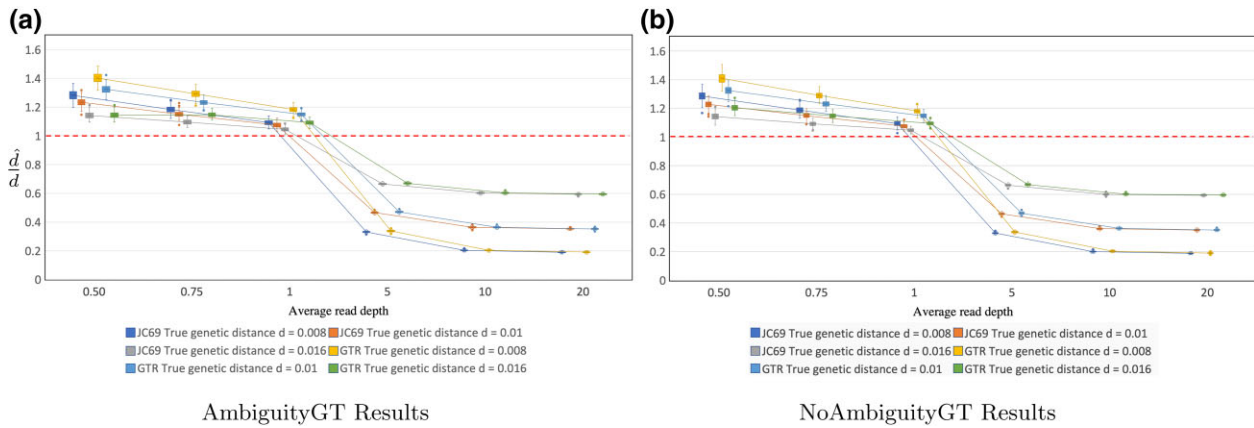 (a)
1.6
1.4
1.2
1
0.8
0.6
0.4
0.2
0
d̂/d
0.50 0.75 1 5 10 20
Average read depth
JC69 True genetic distance d = 0.008 JC69 True genetic distance d = 0.01
JC69 True genetic distance d = 0.016 GTR True genetic distance d = 0.008
GTR True genetic distance d = 0.01 GTR True genetic distance d = 0.016
AmbiguityGT Results
(b)
1.6
1.4
1.2
1
0.8
0.6
0.4
0.2
0
d̂/d
0.50 0.75 1 5 10 20
Average read depth
JC69 True genetic distance d = 0.008 JC69 True genetic distance d = 0.01
JC69 True genetic distance d = 0.016 GTR True genetic distance d = 0.008
GTR True genetic distance d = 0.01 GTR True genetic distance d = 0.016
NoAmbiguityGT Results